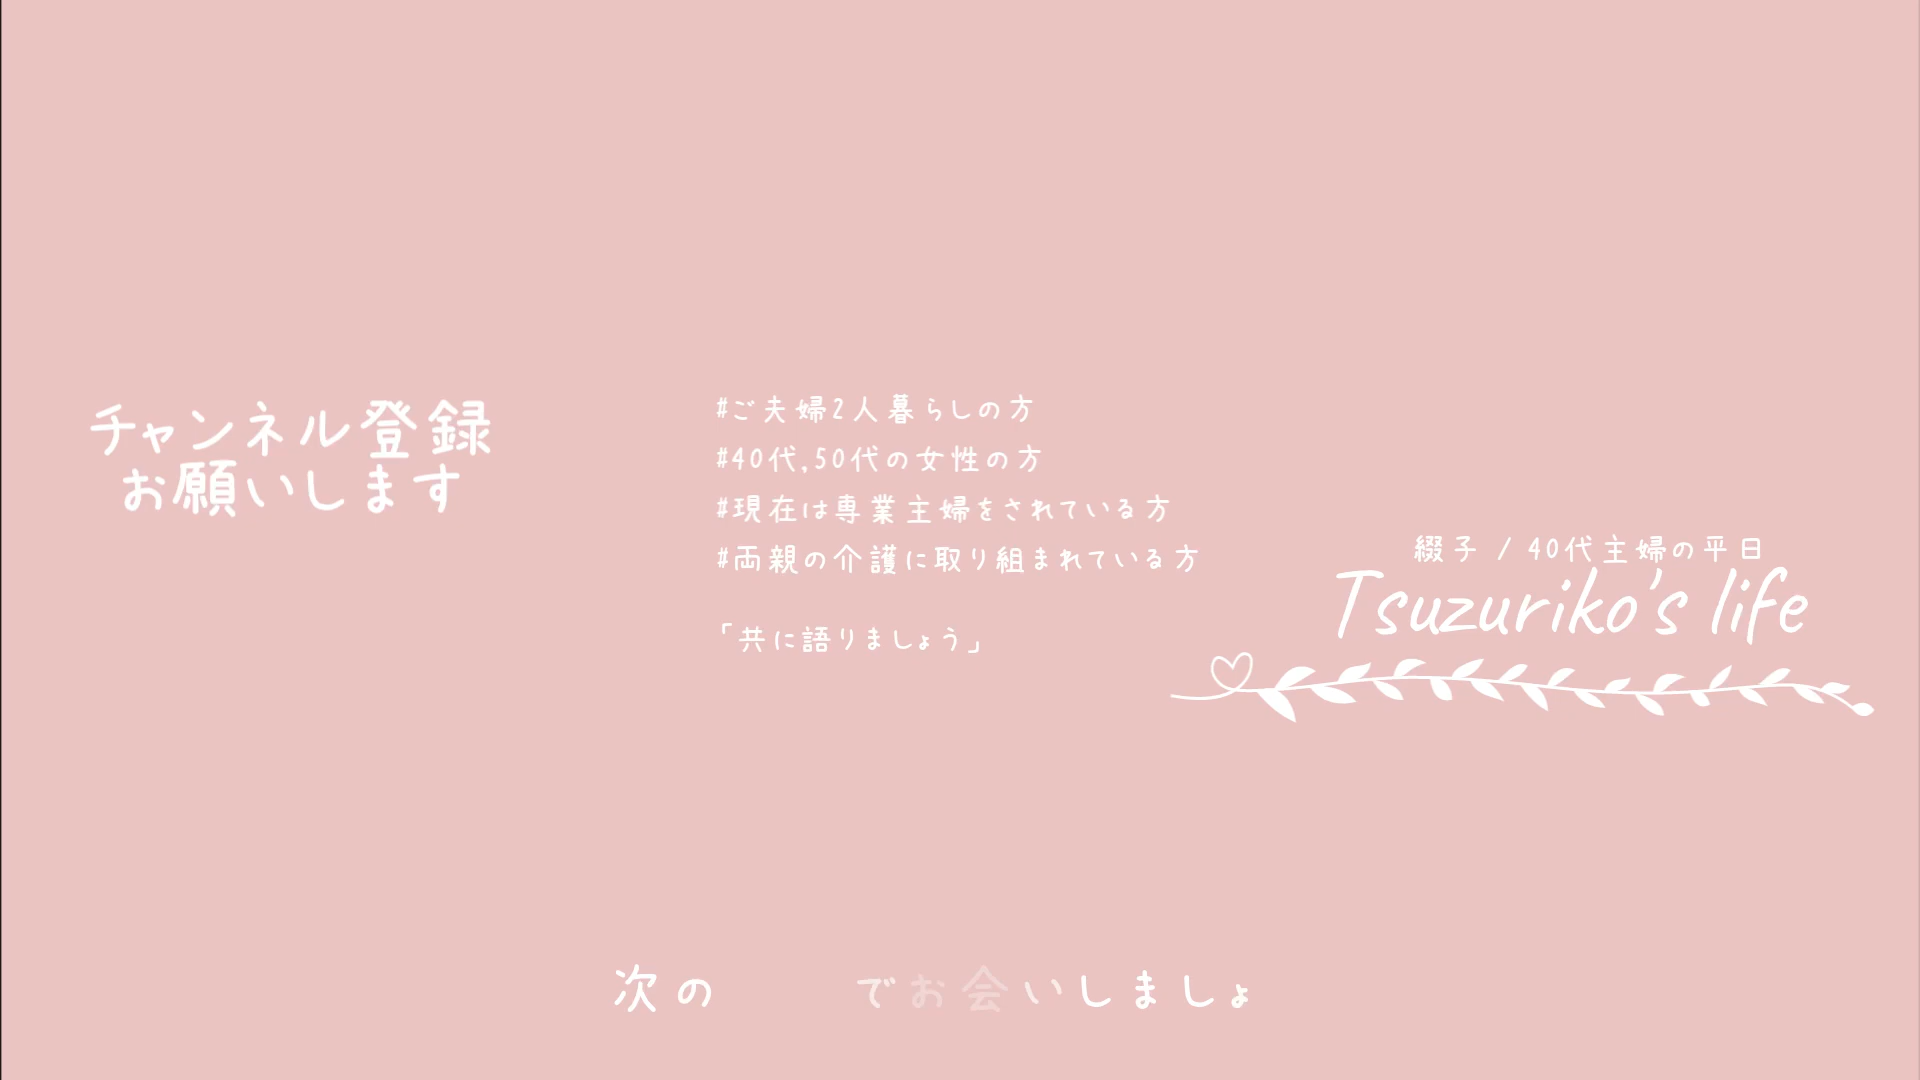 チャンネル登録
お願いします
#ご夫婦2人暮らしの方
#40代,50代の女性の方
#現在は専業主婦をされている方
#両親の介護に取り組まれている方
「共に語りましょう」
綴子 / 40代主婦の平日
Tsuzuriko's life
次の でお会いしましょ